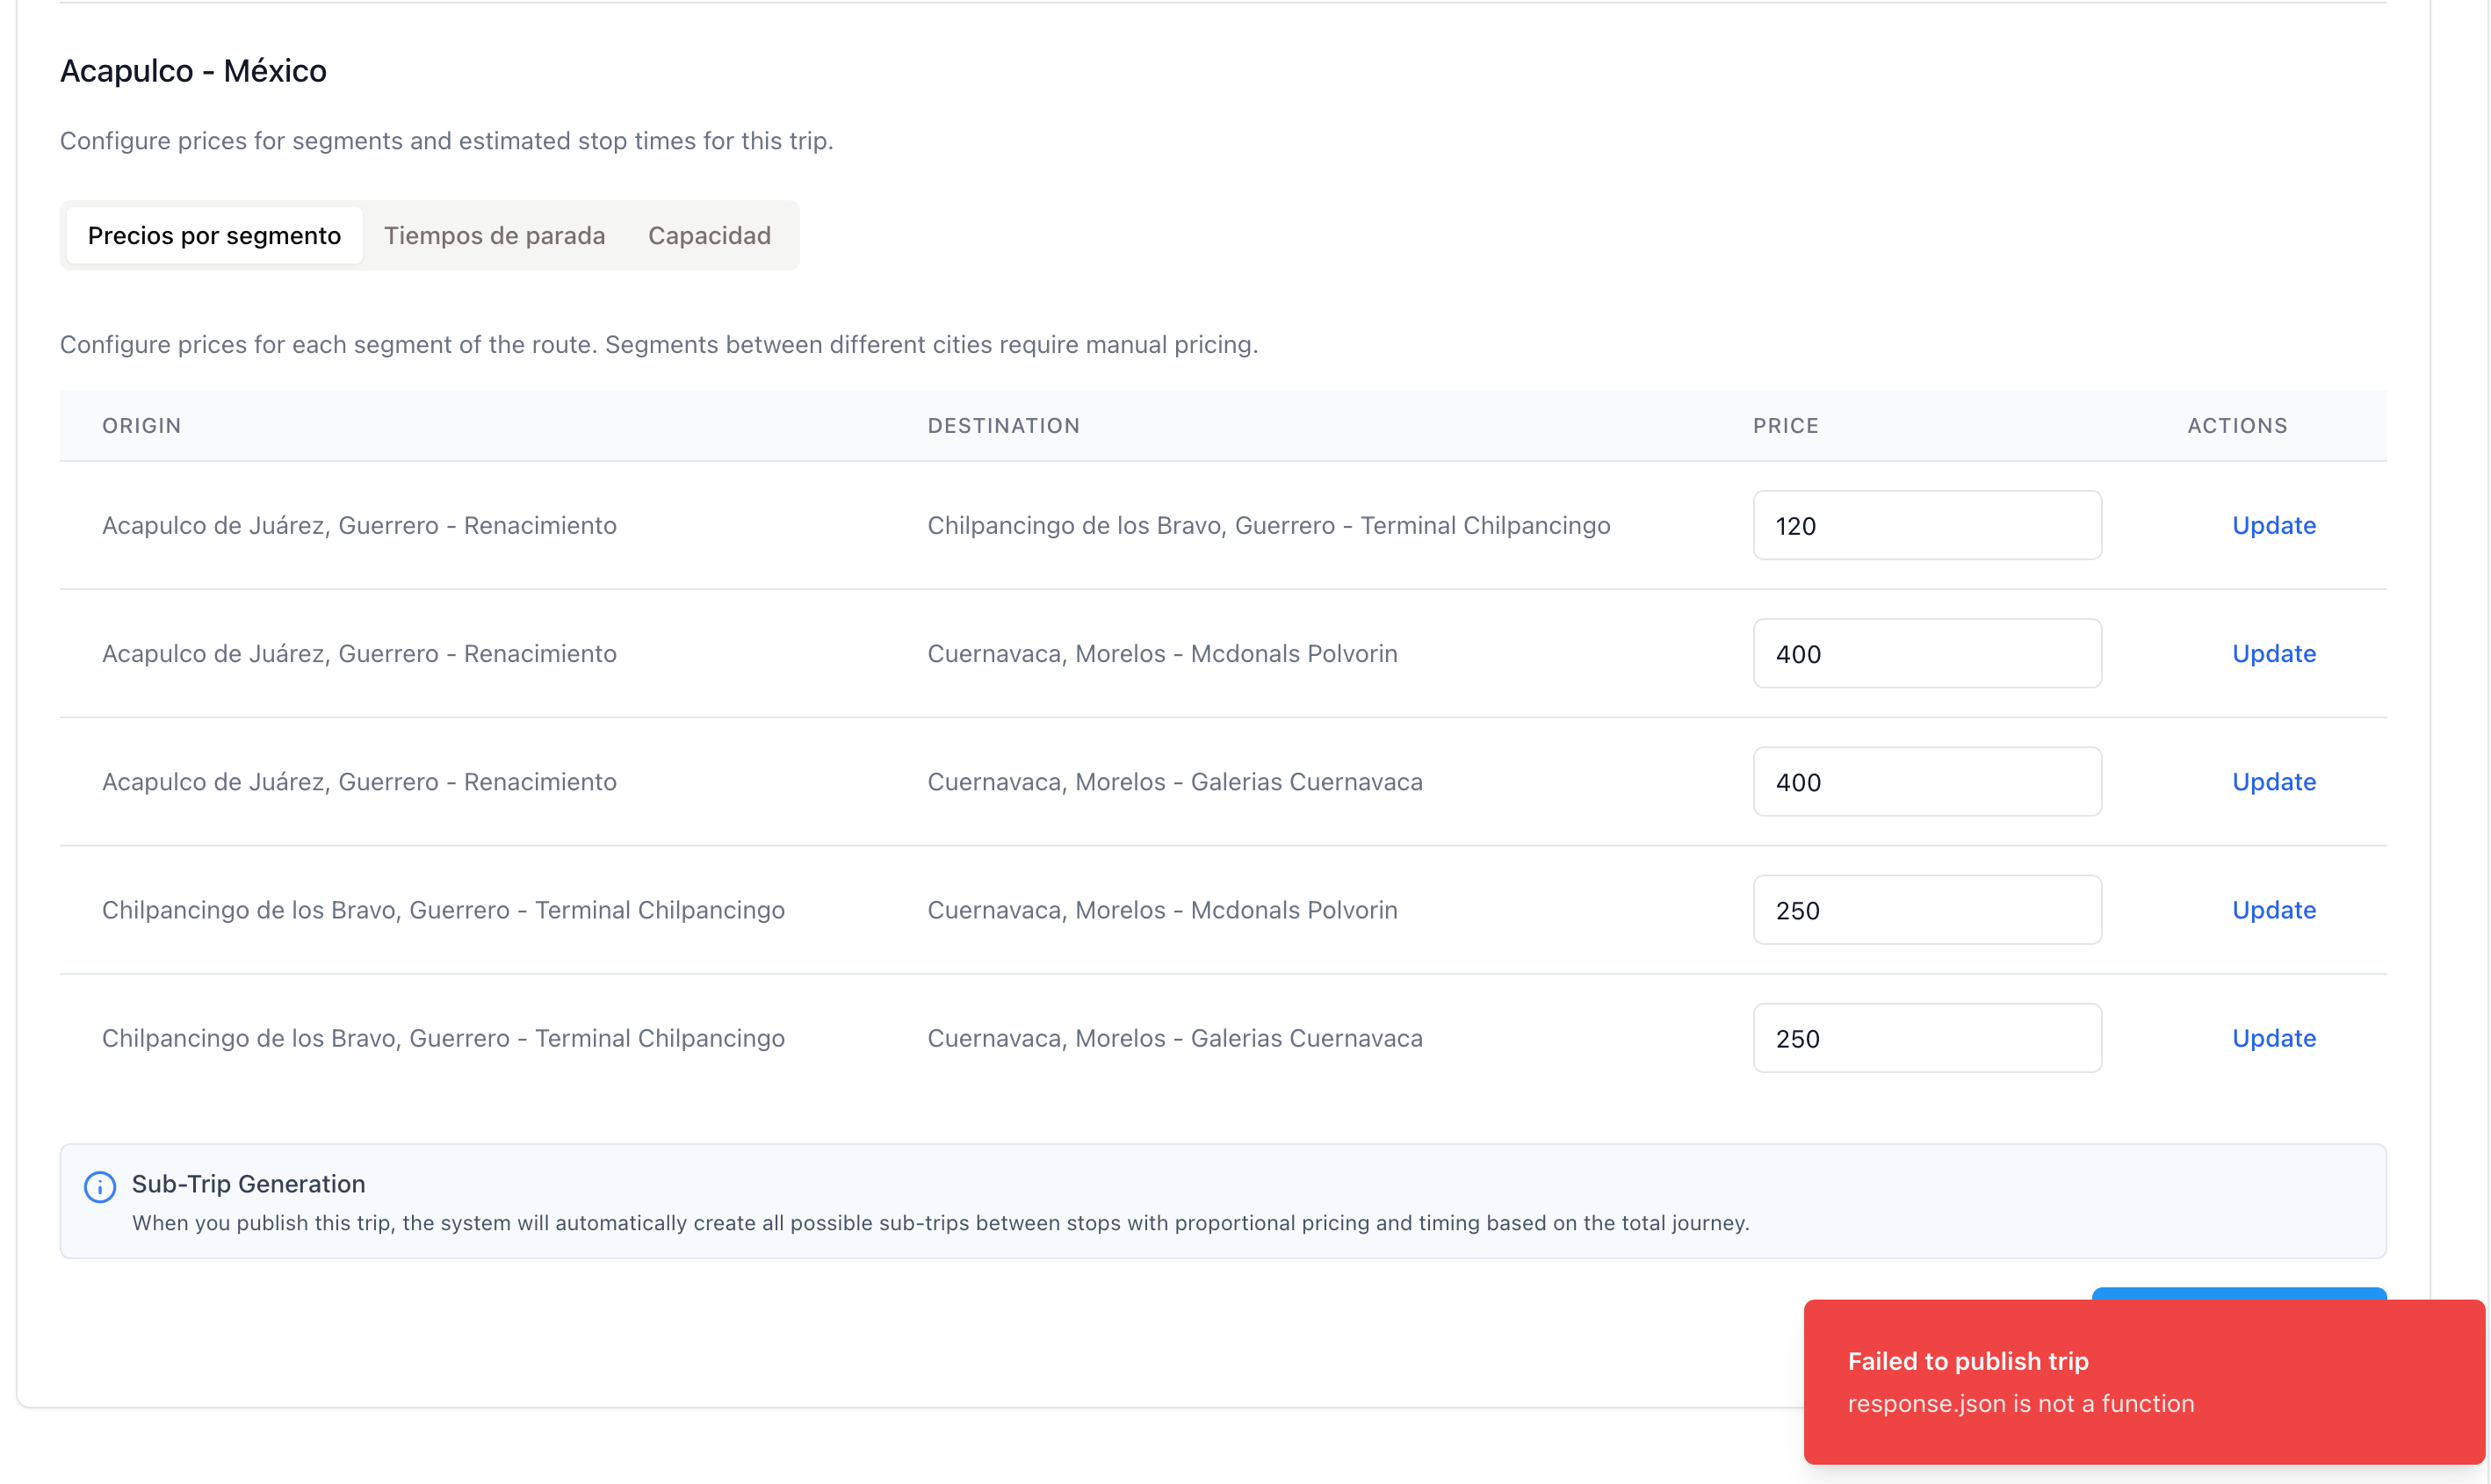 Acapulco - México
Configure prices for segments and estimated stop times for this trip.
Precios por segmento Tiempos de parada Capacidad
Configure prices for each segment of the route. Segments between different cities require manual pricing.
ORIGIN DESTINATION PRICE ACTIONS
Acapulco de Juárez, Guerrero - Renacimiento Chilpancingo de los Bravo, Guerrero - Terminal Chilpancingo 120 Update
Acapulco de Juárez, Guerrero - Renacimiento Cuernavaca, Morelos - Mcdonals Polvorin 400 Update
Acapulco de Juárez, Guerrero - Renacimiento Cuernavaca, Morelos - Galerias Cuernavaca 400 Update
Chilpancingo de los Bravo, Guerrero - Terminal Chilpancingo Cuernavaca, Morelos - Mcdonals Polvorin 250 Update
Chilpancingo de los Bravo, Guerrero - Terminal Chilpancingo Cuernavaca, Morelos - Galerias Cuernavaca 250 Update
Sub-Trip Generation
When you publish this trip, the system will automatically create all possible sub-trips between stops with proportional pricing and timing based on the total journey.
Failed to publish trip
response.json is not a function